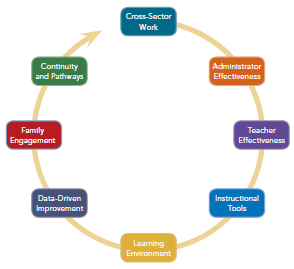 Cross-Sector
Work
Administrator
Effectiveness
Teacher
Effectiveness
Instructional
Tools
Learning
Environment
Data-Driven
Improvement
Family
Engagement
Continuity
and Pathways